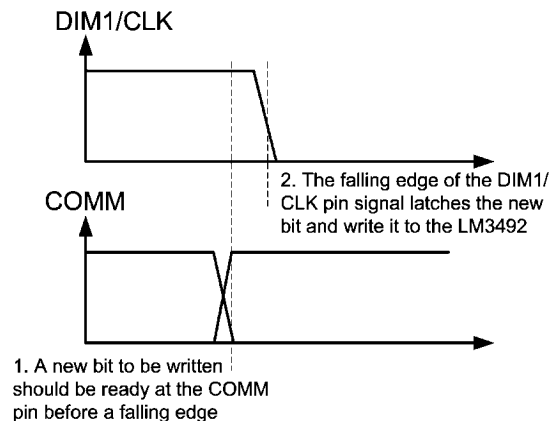 DIM1/CLK
2. The falling edge of the DIM1/
CLK pin signal latches the new
bit and write it to the LM3492
COMM
1. A new bit to be written
should be ready at the COMM
pin before a falling edge